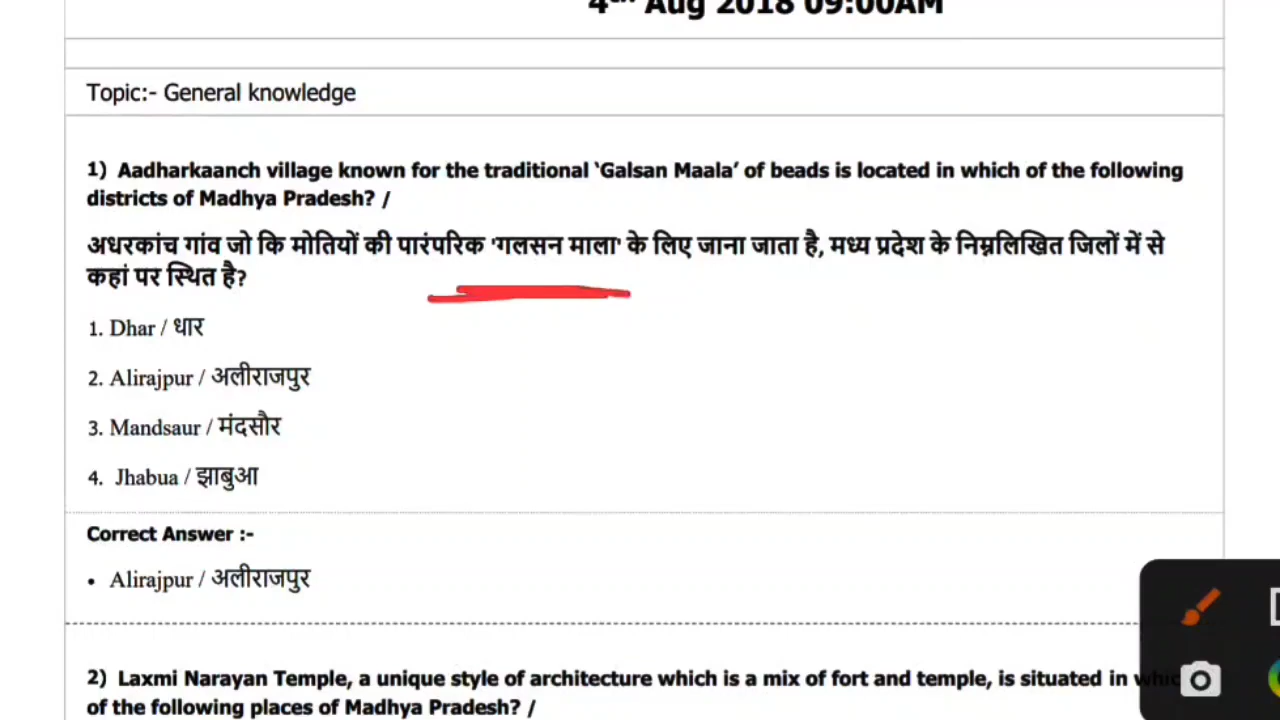 4th Aug 2018 09:00AM
Topic:- General knowledge
1) Aadharkaanch village known for the traditional ‘Galsan Maala’ of beads is located in which of the following
districts of Madhya Pradesh? /
अधरकांच गांव जो कि मोतियों की पारंपरिक 'गलसन माला' के लिए जाना जाता है, मध्य प्रदेश के निम्नलिखित जिलों में से
कहां पर स्थित है?
1. Dhar / धार
2. Alirajpur / अलीराजपुर
3. Mandsaur / मंदसौर
4. Jhabua / झाबुआ
Correct Answer :-
• Alirajpur / अलीराजपुर
2) Laxmi Narayan Temple, a unique style of architecture which is a mix of fort and temple, is situated in which
of the following places of Madhya Pradesh? /